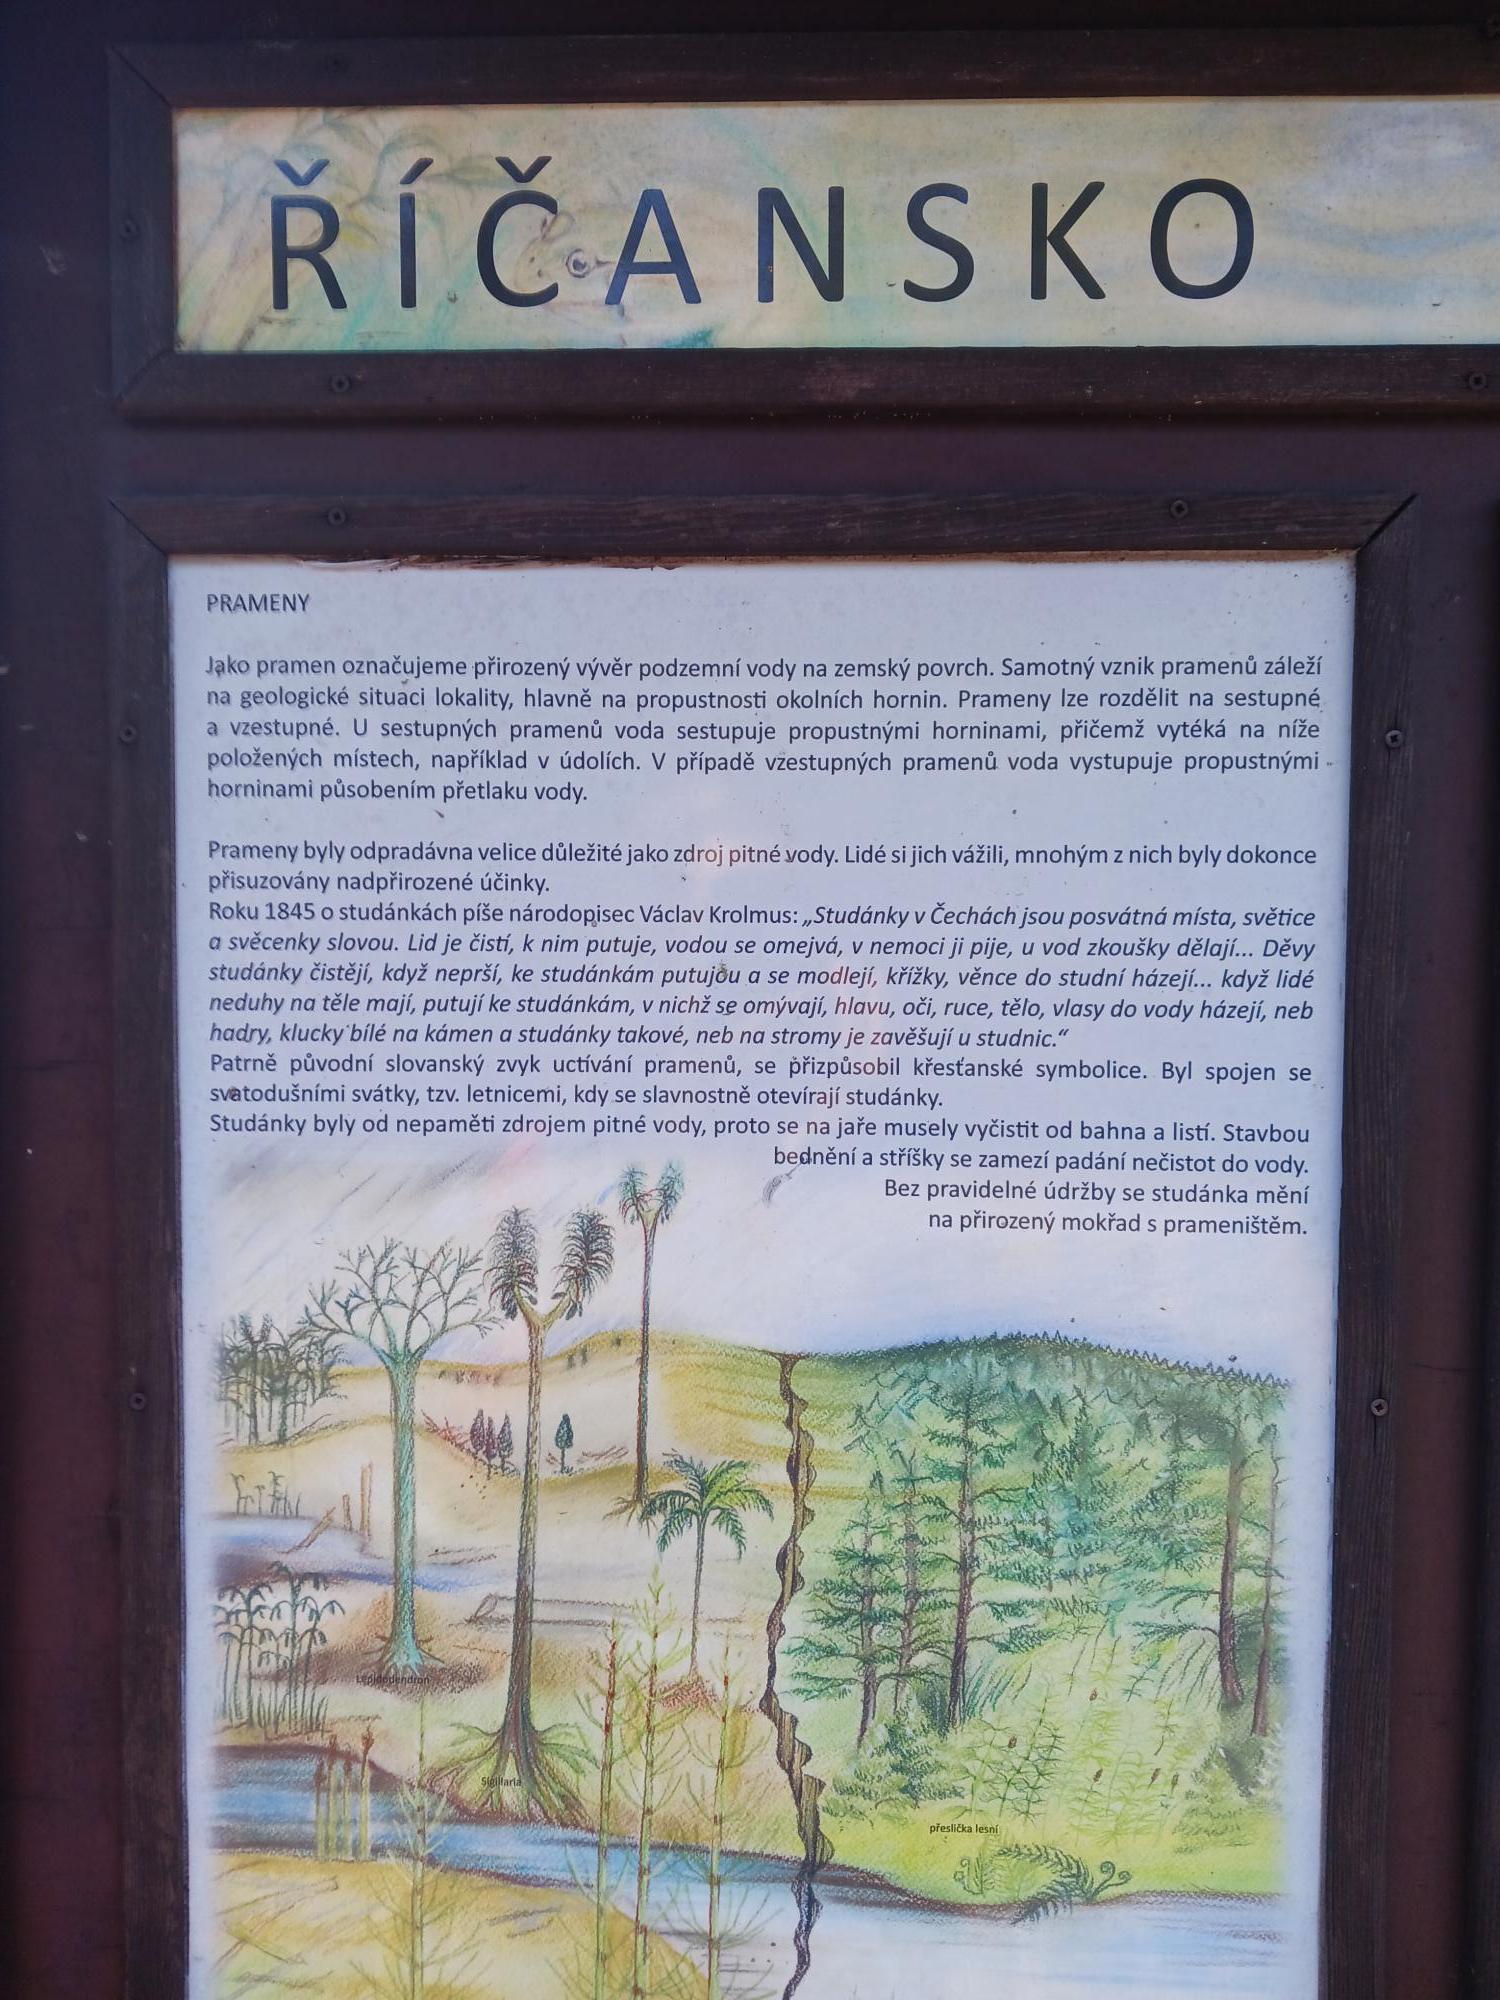 ŘÍČANSKO
PRAMENY
Jako pramen označujeme přirozený vývěr podzemní vody na zemský povrch. Samotný vznik pramenů záleží
na geologické situaci lokality, hlavně na propustnosti okolních hornin. Prameny lze rozdělit na sestupné
a vzestupné. U sestupných pramenů voda sestupuje propustnými horninami, přičemž vytéká na níže
položených místech, například v údolích. V případě vzestupných pramenů voda vystupuje propustnými
horninami působením přetlaku vody.
Prameny byly odpradávna velice důležité jako zdroj pitné vody. Lidé si jich vážili, mnohým z nich byly dokonce
přisuzovány nadpřirozené účinky.
Roku 1845 o studánkách píše národopisec Václav Krolmus: „Studánky v Čechách jsou posvátná místa, světice
a svěcenky slovou. Lid je čistí, k nim putuje, vodou se omejvá, v nemoci ji pije, u vod zkoušky dělají... Děvy
studánky čistějí, když neprší, ke studánkám putujou a se modlejí, křížky, věnce do studní házejí... když lidé
neduhy na těle mají, putují ke studánkám, v nichž se omývají, hlavu, oči, ruce, tělo, vlasy do vody házejí, neb
hadry, klucky bílé na kámen a studánky takové, neb na stromy je zavěšují u studnic.“
Patrně původní slovanský zvyk uctívání pramenů, se přizpůsobil křesťanské symbolice. Byl spojen se
svatodušními svátky, tzv. letnicemi, kdy se slavnostně otevírají studánky.
Studánky byly od nepaměti zdrojem pitné vody, proto se na jaře musely vyčistit od bahna a listí. Stavbou
bednění a stříšky se zamezí padání nečistot do vody.
Bez pravidelné údržby se studánka mění
na přirozený mokřad s prameništěm.
Lepidodendron
Sigillaria
přeslička lesní